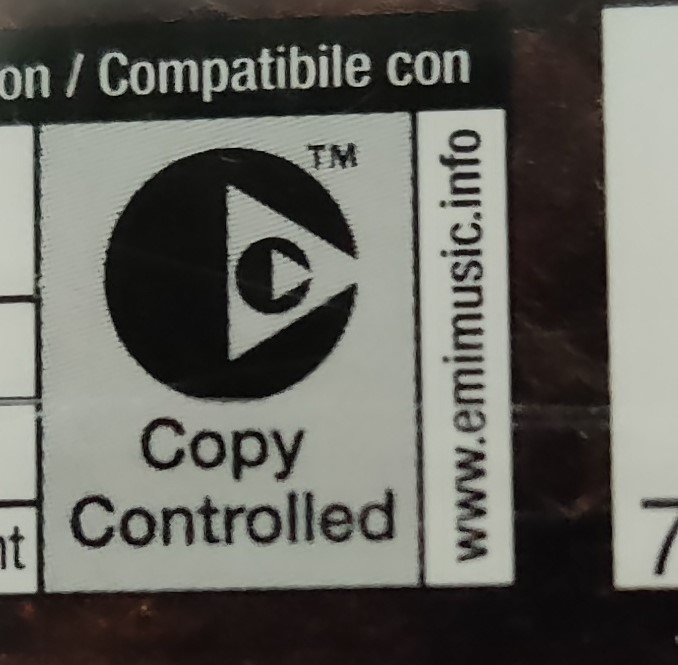 on / Compatibile con
TM
Copy
Controlled
www.emimusic.info
nt
7